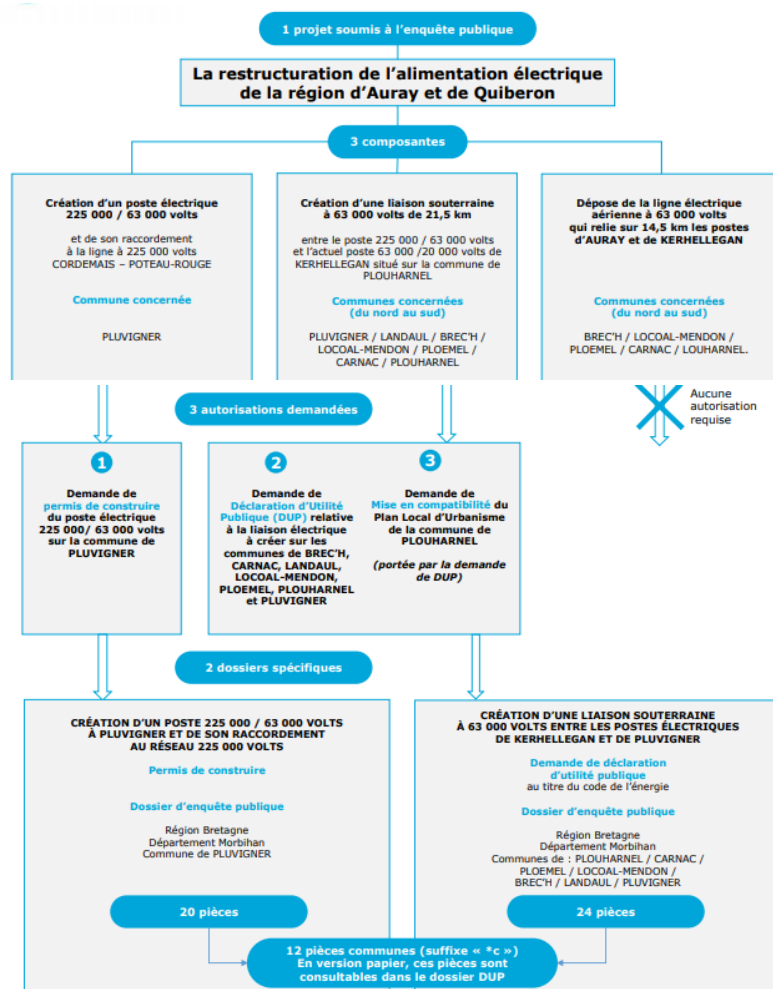 1 projet soumis à l'enquête publique
La restructuration de l'alimentation électrique
de la région d'Auray et de Quiberon
3 composantes
Création d'un poste électrique
225 000 / 63 000 volts
et de son raccordement
à la ligne à 225 000 volts
CORDEMAIS – POTEAU-ROUGE
Commune concernée
PLUVIGNER
Création d'une liaison souterraine
à 63 000 volts de 21,5 km
entre le poste 225 000 / 63 000 volts
et l'actuel poste 63 000 /20 000 volts de
KERHELLEGAN situé sur la commune de
PLOUHARNEL
Communes concernées
(du nord au sud)
PLUVIGNER / LANDAUL / BREC'H /
LOCOAL-MENDON / PLOEMEL /
CARNAC / PLOUHARNEL
Dépose de la ligne électrique
aérienne à 63 000 volts
qui relie sur 14,5 km les postes
d'AURAY et de KERHELLEGAN
Communes concernées
(du nord au sud)
BREC'H / LOCOAL-MENDON /
PLOEMEL / CARNAC / LOUHARNEL.
3 autorisations demandées
Aucune
autorisation
requise
1
Demande de
permis de construire
du poste électrique
225 000/ 63 000 volts
sur la commune de
PLUVIGNER
2
Demande de
Déclaration d'Utilité
Publique (DUP) relative
à la liaison électrique
à créer sur les
communes de BREC'H,
CARNAC, LANDAUL,
LOCOAL-MENDON,
PLOEMEL, PLOUHARNEL
et PLUVIGNER
3
Demande de
Mise en compatibilité du
Plan Local d'Urbanisme
de la commune de
PLOUHARNEL
(portée par la demande
de DUP)
2 dossiers spécifiques
CRÉATION D'UN POSTE 225 000 / 63 000 VOLTS
À PLUVIGNER ET DE SON RACCORDEMENT
AU RÉSEAU 225 000 VOLTS
Permis de construire
Dossier d'enquête publique
Région Bretagne
Département Morbihan
Commune de PLUVIGNER
20 pièces
CRÉATION D'UNE LIAISON SOUTERRAINE
À 63 000 VOLTS ENTRE LES POSTES ÉLECTRIQUES
DE KERHELLEGAN ET DE PLUVIGNER
Demande de déclaration
d'utilité publique
au titre du code de l'énergie
Dossier d'enquête publique
Région Bretagne
Département Morbihan
Communes de : PLOUHARNEL / CARNAC /
PLOEMEL / LOCOAL-MENDON /
BREC'H / LANDAUL / PLUVIGNER
24 pièces
12 pièces communes (suffixe « *c »)
En version papier, ces pièces sont
consultables dans le dossier DUP